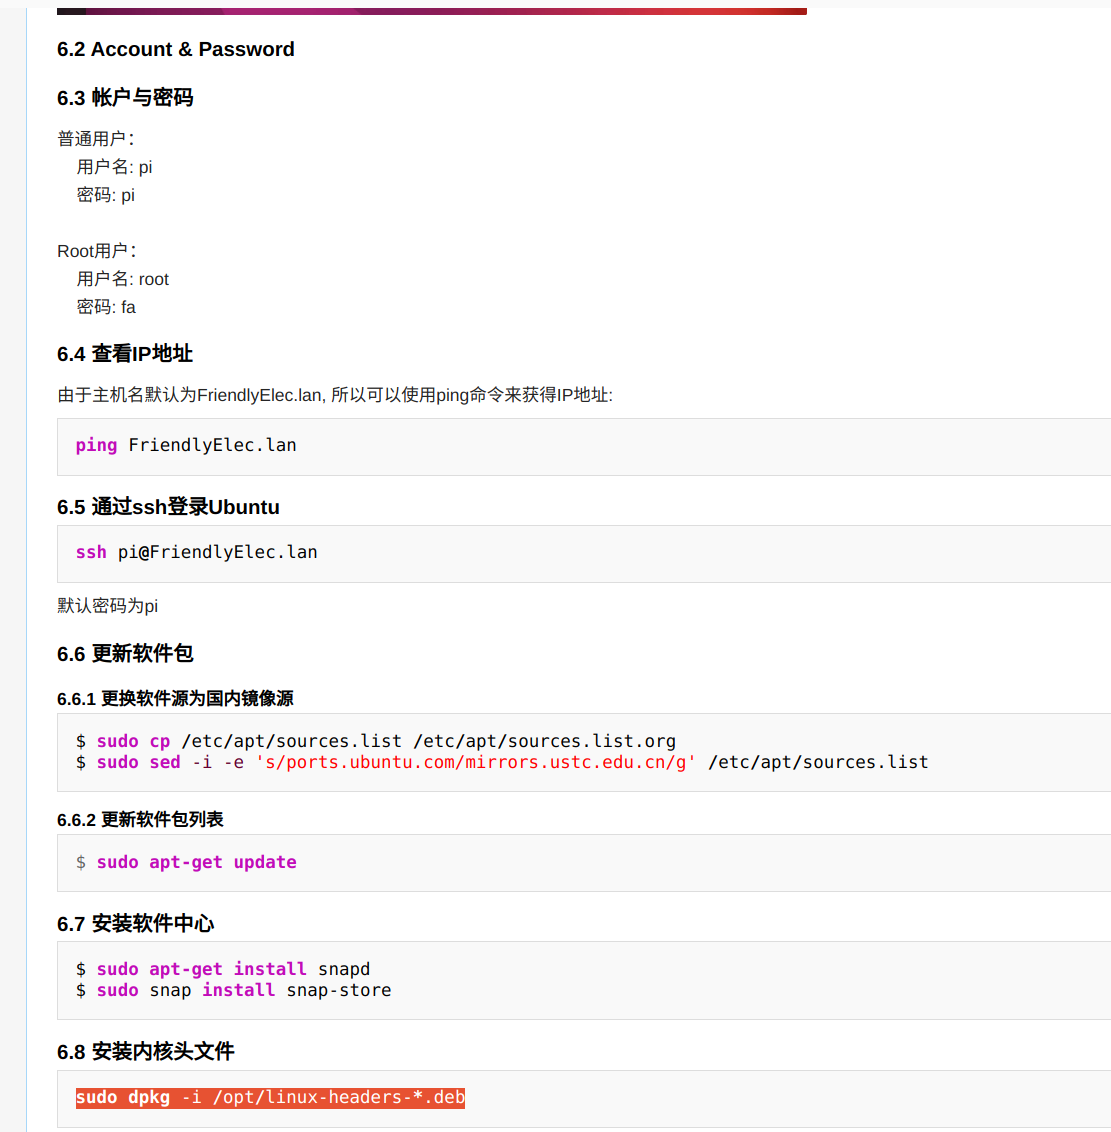 6.2 Account & Password
6.3 帐户与密码
普通用户：
用户名: pi
密码: pi
Root用户：
用户名: root
密码: fa
6.4 查看IP地址
由于主机名默认为FriendlyElec.lan, 所以可以使用ping命令来获得IP地址:
ping FriendlyElec.lan
6.5 通过ssh登录Ubuntu
ssh pi@FriendlyElec.lan
默认密码为pi
6.6 更新软件包
6.6.1 更换软件源为国内镜像源
$ sudo cp /etc/apt/sources.list /etc/apt/sources.list.org
$ sudo sed -i -e 's/ports.ubuntu.com/mirrors.ustc.edu.cn/g' /etc/apt/sources.list
6.6.2 更新软件包列表
$ sudo apt-get update
6.7 安装软件中心
$ sudo apt-get install snapd
$ sudo snap install snap-store
6.8 安装内核头文件
sudo dpkg -i /opt/linux-headers-*.deb